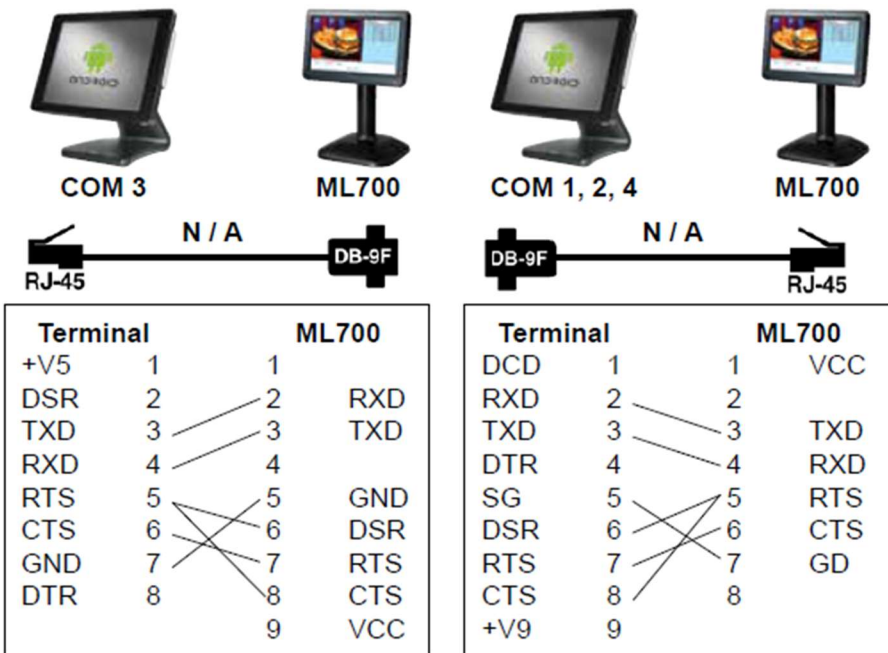 ANDROID
ANDROID
COM 3 ML700 COM 1, 2, 4 ML700
N / A N / A
DB-9F DB-9F
RJ-45 RJ-45
Terminal ML700
+V5 1 1
DSR 2 2 RXD
TXD 3 3 TXD
RXD 4 4
RTS 5 5 GND
CTS 6 6 DSR
GND 7 7 RTS
DTR 8 8 CTS
9 VCC
Terminal ML700
DCD 1 1 VCC
RXD 2 2
TXD 3 3 TXD
DTR 4 4 RXD
SG 5 5 RTS
DSR 6 6 CTS
RTS 7 7 GD
CTS 8 8
+V9 9